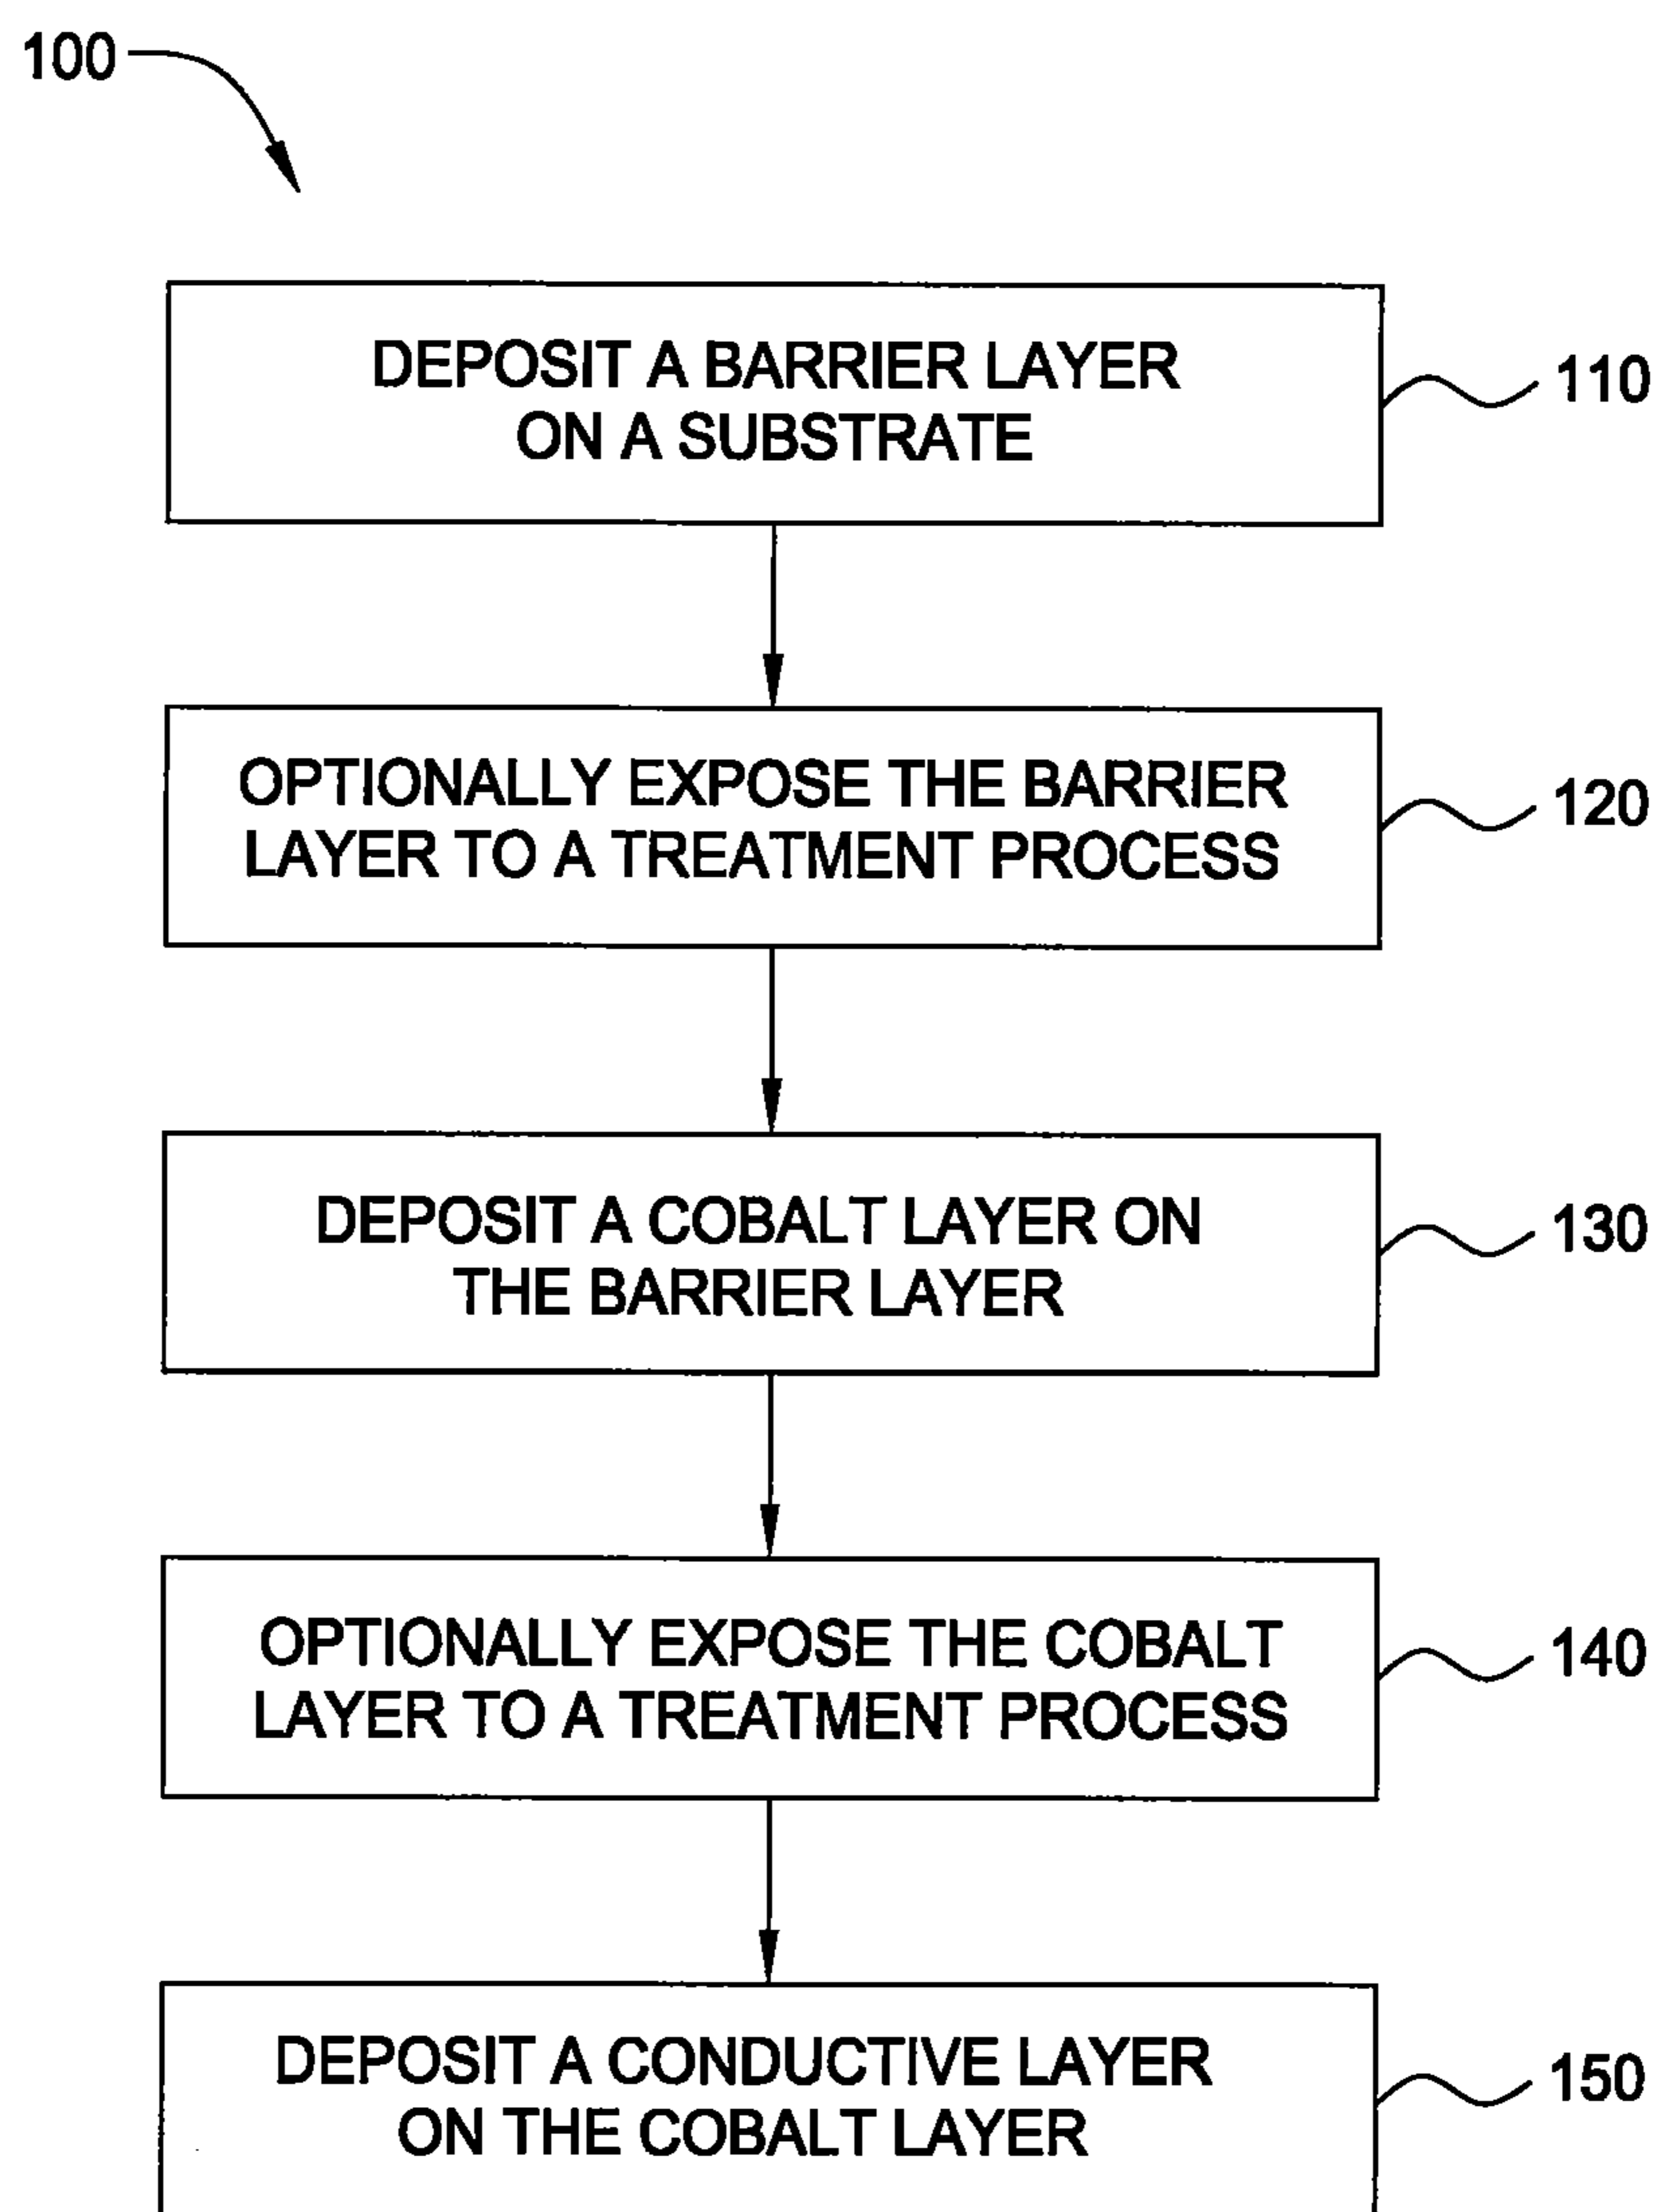 100
DEPOSIT A BARRIER LAYER
ON A SUBSTRATE
110
OPTIONALLY EXPOSE THE BARRIER
LAYER TO A TREATMENT PROCESS
120
DEPOSIT A COBALT LAYER ON
THE BARRIER LAYER
130
OPTIONALLY EXPOSE THE COBALT
LAYER TO A TREATMENT PROCESS
140
DEPOSIT A CONDUCTIVE LAYER
ON THE COBALT LAYER
150